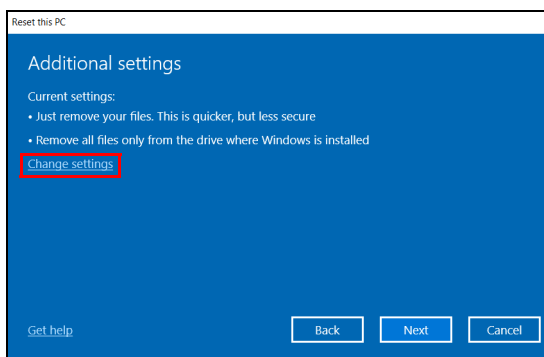 Reset this PC
Additional settings
Current settings:
• Just remove your files. This is quicker, but less secure
• Remove all files only from the drive where Windows is installed
Change settings
Get help
Back
Next
Cancel